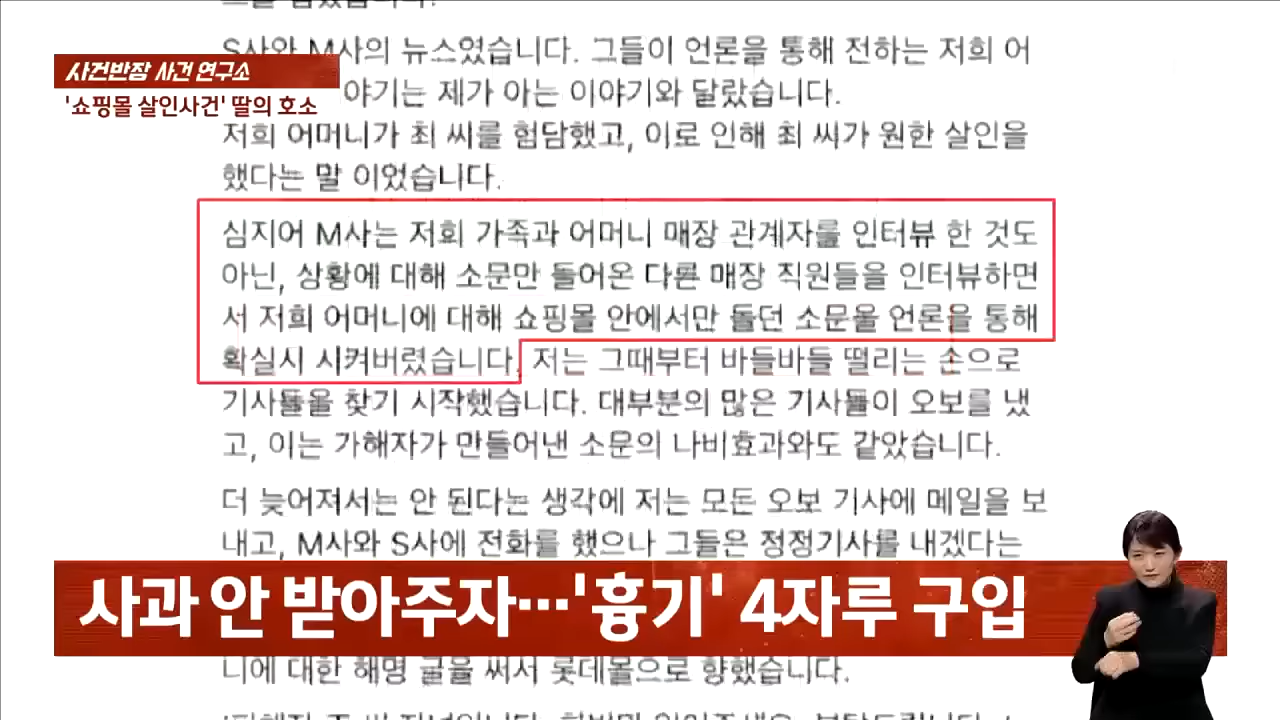 S사와 M사의 뉴스였습니다. 그들이 언론을 통해 전하는 저희 어
사건반장 사건 연구소
야기는 제가 아는 이야기와 달랐습니다.
'쇼핑몰 살인사건' 딸의 호소
저희 어머니가 최 씨를 험담했고, 이로 인해 최 씨가 원한 살인을
했다는 말 이었습니다.
심지어 M사는 저희 가족과 어머니 매장 관계자를 인터뷰 한 것도
아닌, 상황에 대해 소문만 들어온 다른 매장 직원들을 인터뷰하면
서 저희 어머니에 대해 쇼핑몰 안에서만 돌던 소문을 언론을 통해
확실시 시켜버렸습니다. 저는 그때부터 바들바들 떨리는 손으로
기사들을 찾기 시작했습니다. 대부분의 많은 기사들이 오보를 냈
고, 이는 가해자가 만들어낸 소문의 나비효과와도 같았습니다.
더 늦어져서는 안 된다는 생각에 저는 모든 오보 기사에 메일을 보
내고, M사와 S사에 전화를 했으나 그들은 정정기사를 내겠다는
사과 안 받아주자…'흉기' 4자루 구입
니에 대한 해명 글을 써서 롯데몰으로 향했습니다.